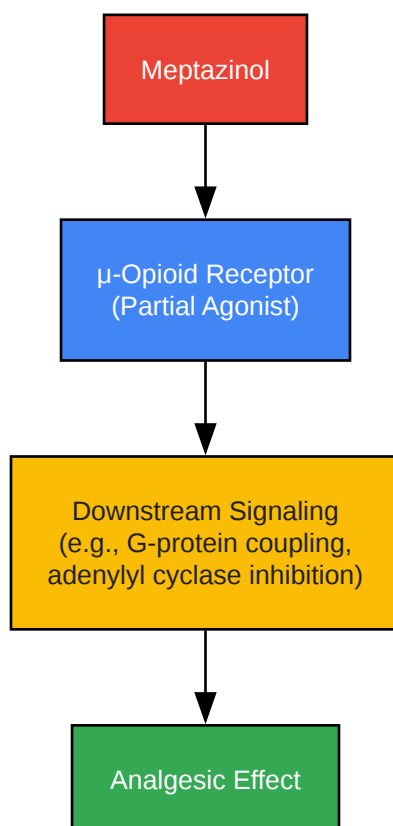 Meptazinol
μ-Opioid Receptor
(Partial Agonist)
Downstream Signaling
(e.g., G-protein coupling,
adenylyl cyclase inhibition)
Analgesic Effect